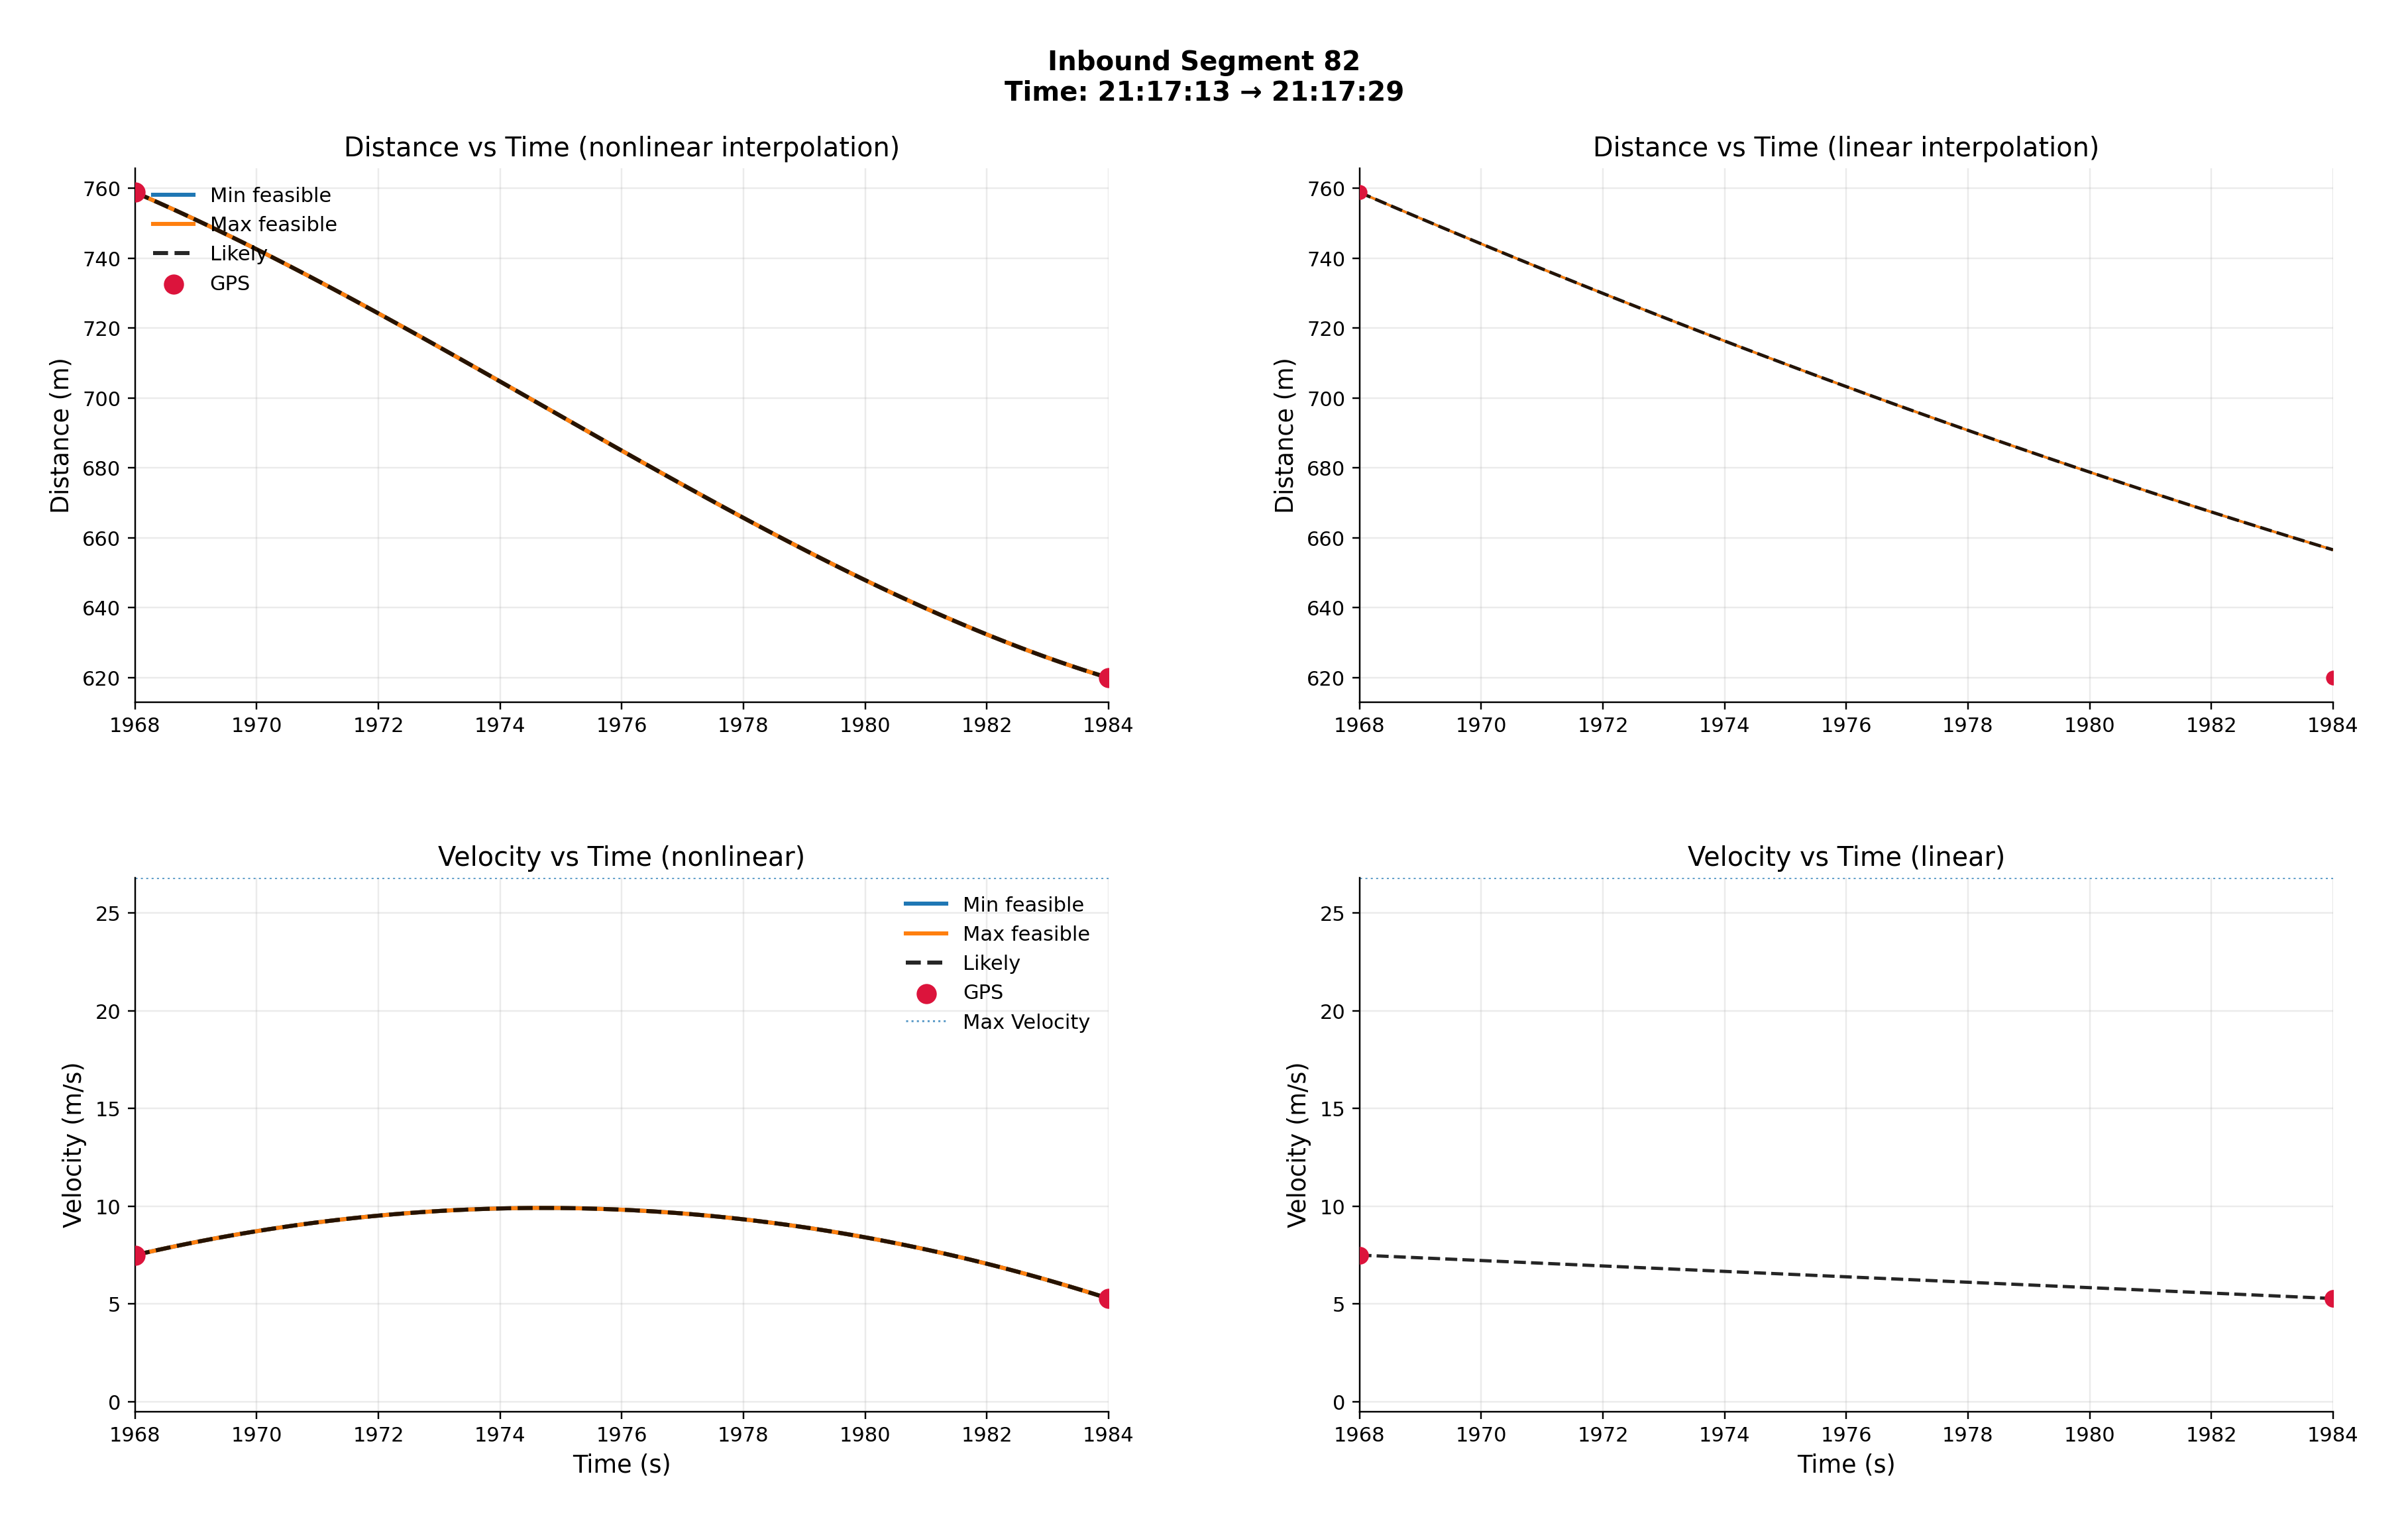 Inbound Segment 82
Time: 21:17:13 → 21:17:29
Distance vs Time (nonlinear interpolation)
Distance (m)
760
740
720
700
680
660
640
620
Min feasible
Max feasible
Likely
GPS
1968 1970 1972 1974 1976 1978 1980 1982 1984
Distance vs Time (linear interpolation)
Distance (m)
760
740
720
700
680
660
640
620
1968 1970 1972 1974 1976 1978 1980 1982 1984
Velocity vs Time (nonlinear)
Velocity (m/s)
25
20
15
10
5
0
Min feasible
Max feasible
Likely
GPS
Max Velocity
1968 1970 1972 1974 1976 1978 1980 1982 1984
Time (s)
Velocity vs Time (linear)
Velocity (m/s)
25
20
15
10
5
0
1968 1970 1972 1974 1976 1978 1980 1982 1984
Time (s)